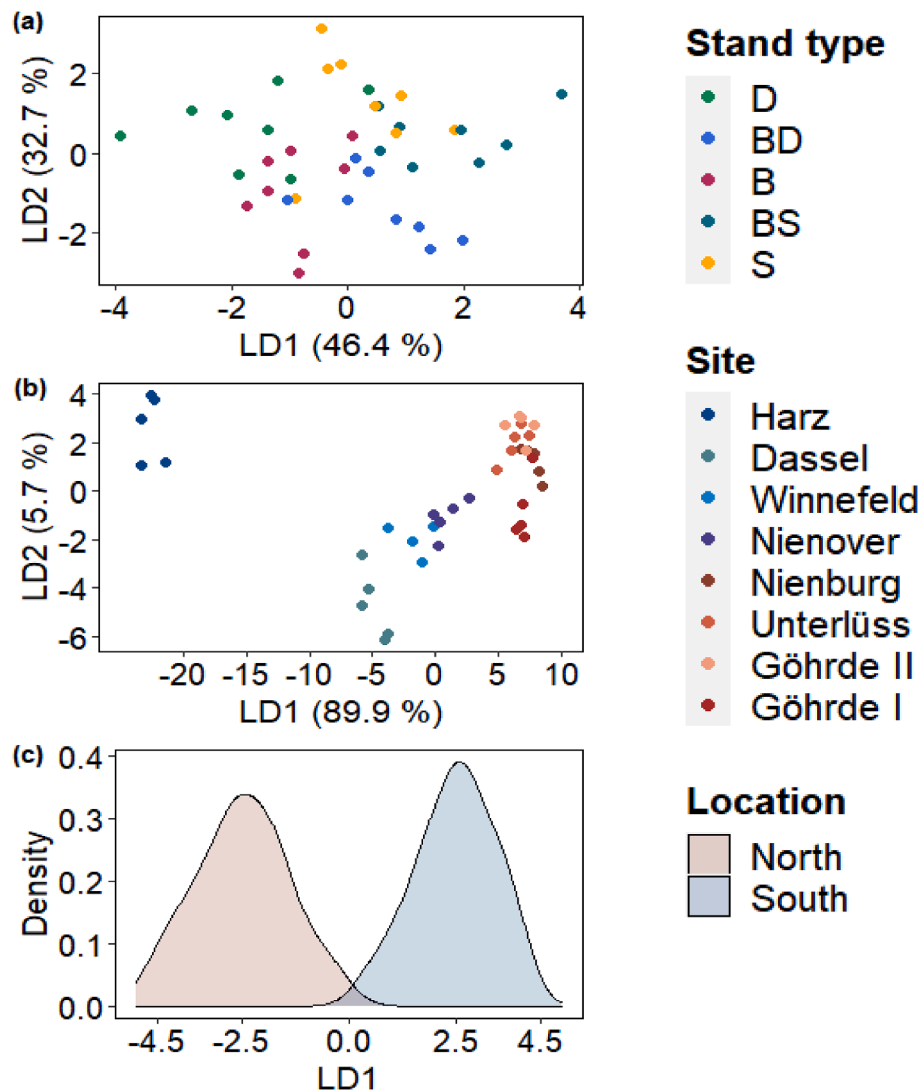 (a)
2
0
-2
LD2 (32.7 %)
-4 -2 0 2 4
LD1 (46.4 %)
Stand type
D
BD
B
BS
S
(b)
4
2
0
-2
-4
-6
LD2 (5.7 %)
-20 -15 -10 -5 0 5 10
LD1 (89.9 %)
Site
Harz
Dassel
Winnefeld
Nienover
Nienburg
Unterlüss
Göhrde II
Göhrde I
(c)
0.4
0.3
0.2
0.1
0.0
Density
-4.5 -2.5 0.0 2.5 4.5
LD1
Location
North
South